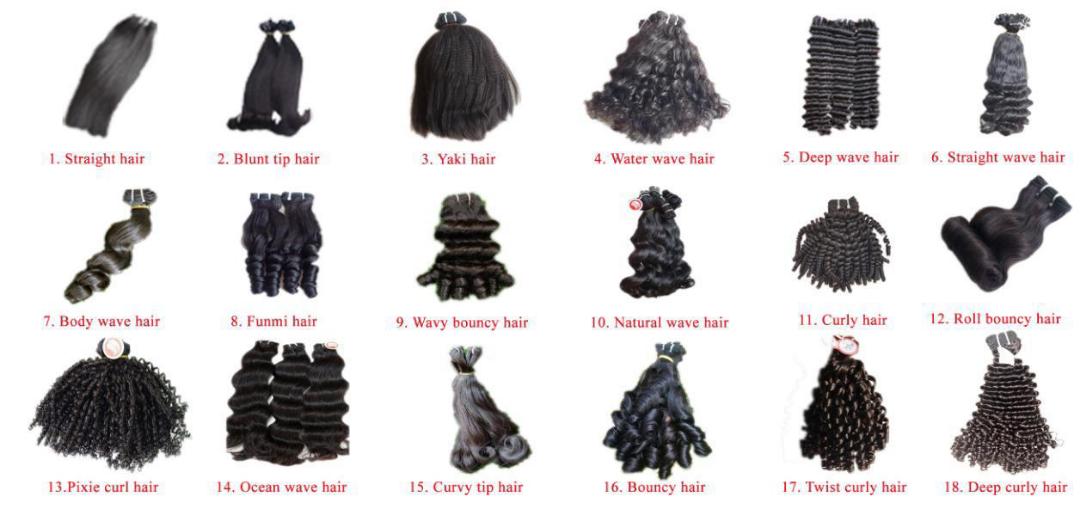 1. Straight hair
2. Blunt tip hair
3. Yaki hair
4. Water wave hair
5. Deep wave hair
6. Straight wave hair
7. Body wave hair
8. Funmi hair
9. Wavy bouncy hair
10. Natural wave hair
11. Curly hair
12. Roll bouncy hair
13.Pixie curl hair
14. Ocean wave hair
15. Curvy tip hair
16. Bouncy hair
17. Twist curly hair
18. Deep curly hair